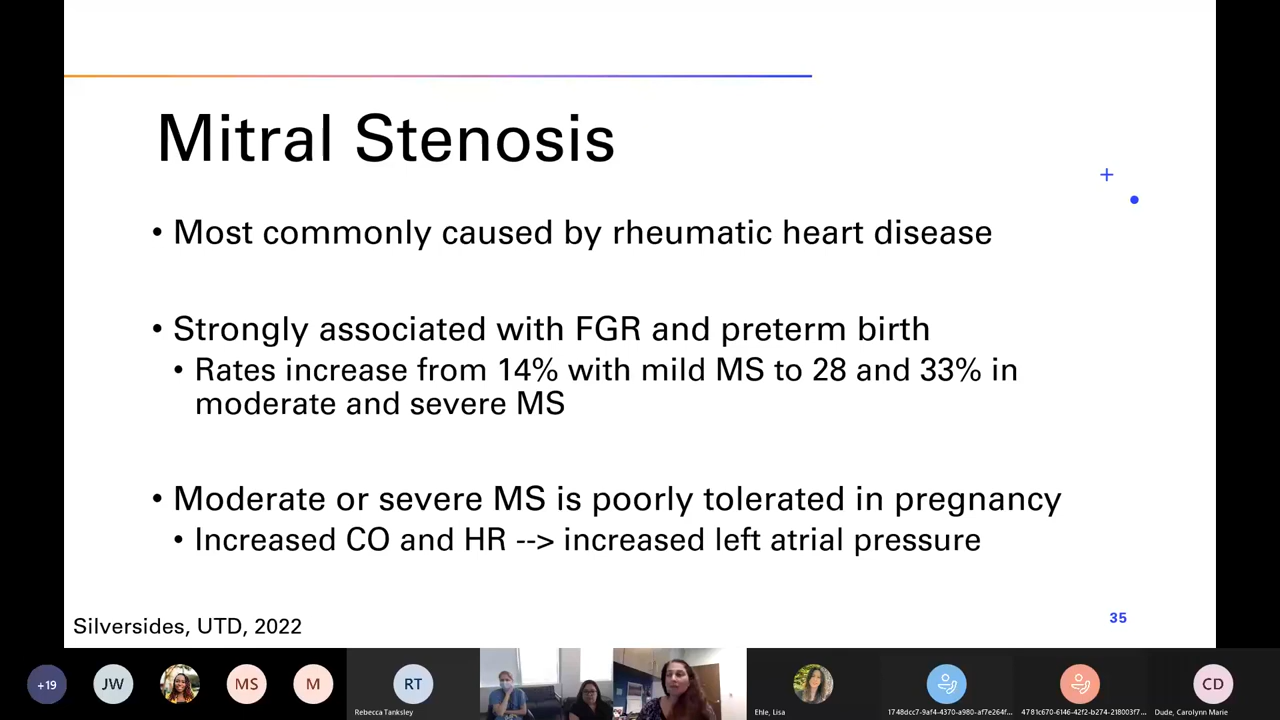 Mitral Stenosis
• Most commonly caused by rheumatic heart disease
• Strongly associated with FGR and preterm birth
• Rates increase from 14% with mild MS to 28 and 33% in
moderate and severe MS
• Moderate or severe MS is poorly tolerated in pregnancy
• Increased CO and HR --> increased left atrial pressure
Silversides, UTD, 2022
35
+19
JW
MS
M
RT
CD
Rebecca Tanksley
Ehle, Lisa
1748dcc7-9af4-4370-a980-af7e264f...
4781c670-6146-42f2-b274-218003f7...
Dude, Carolynn Marie